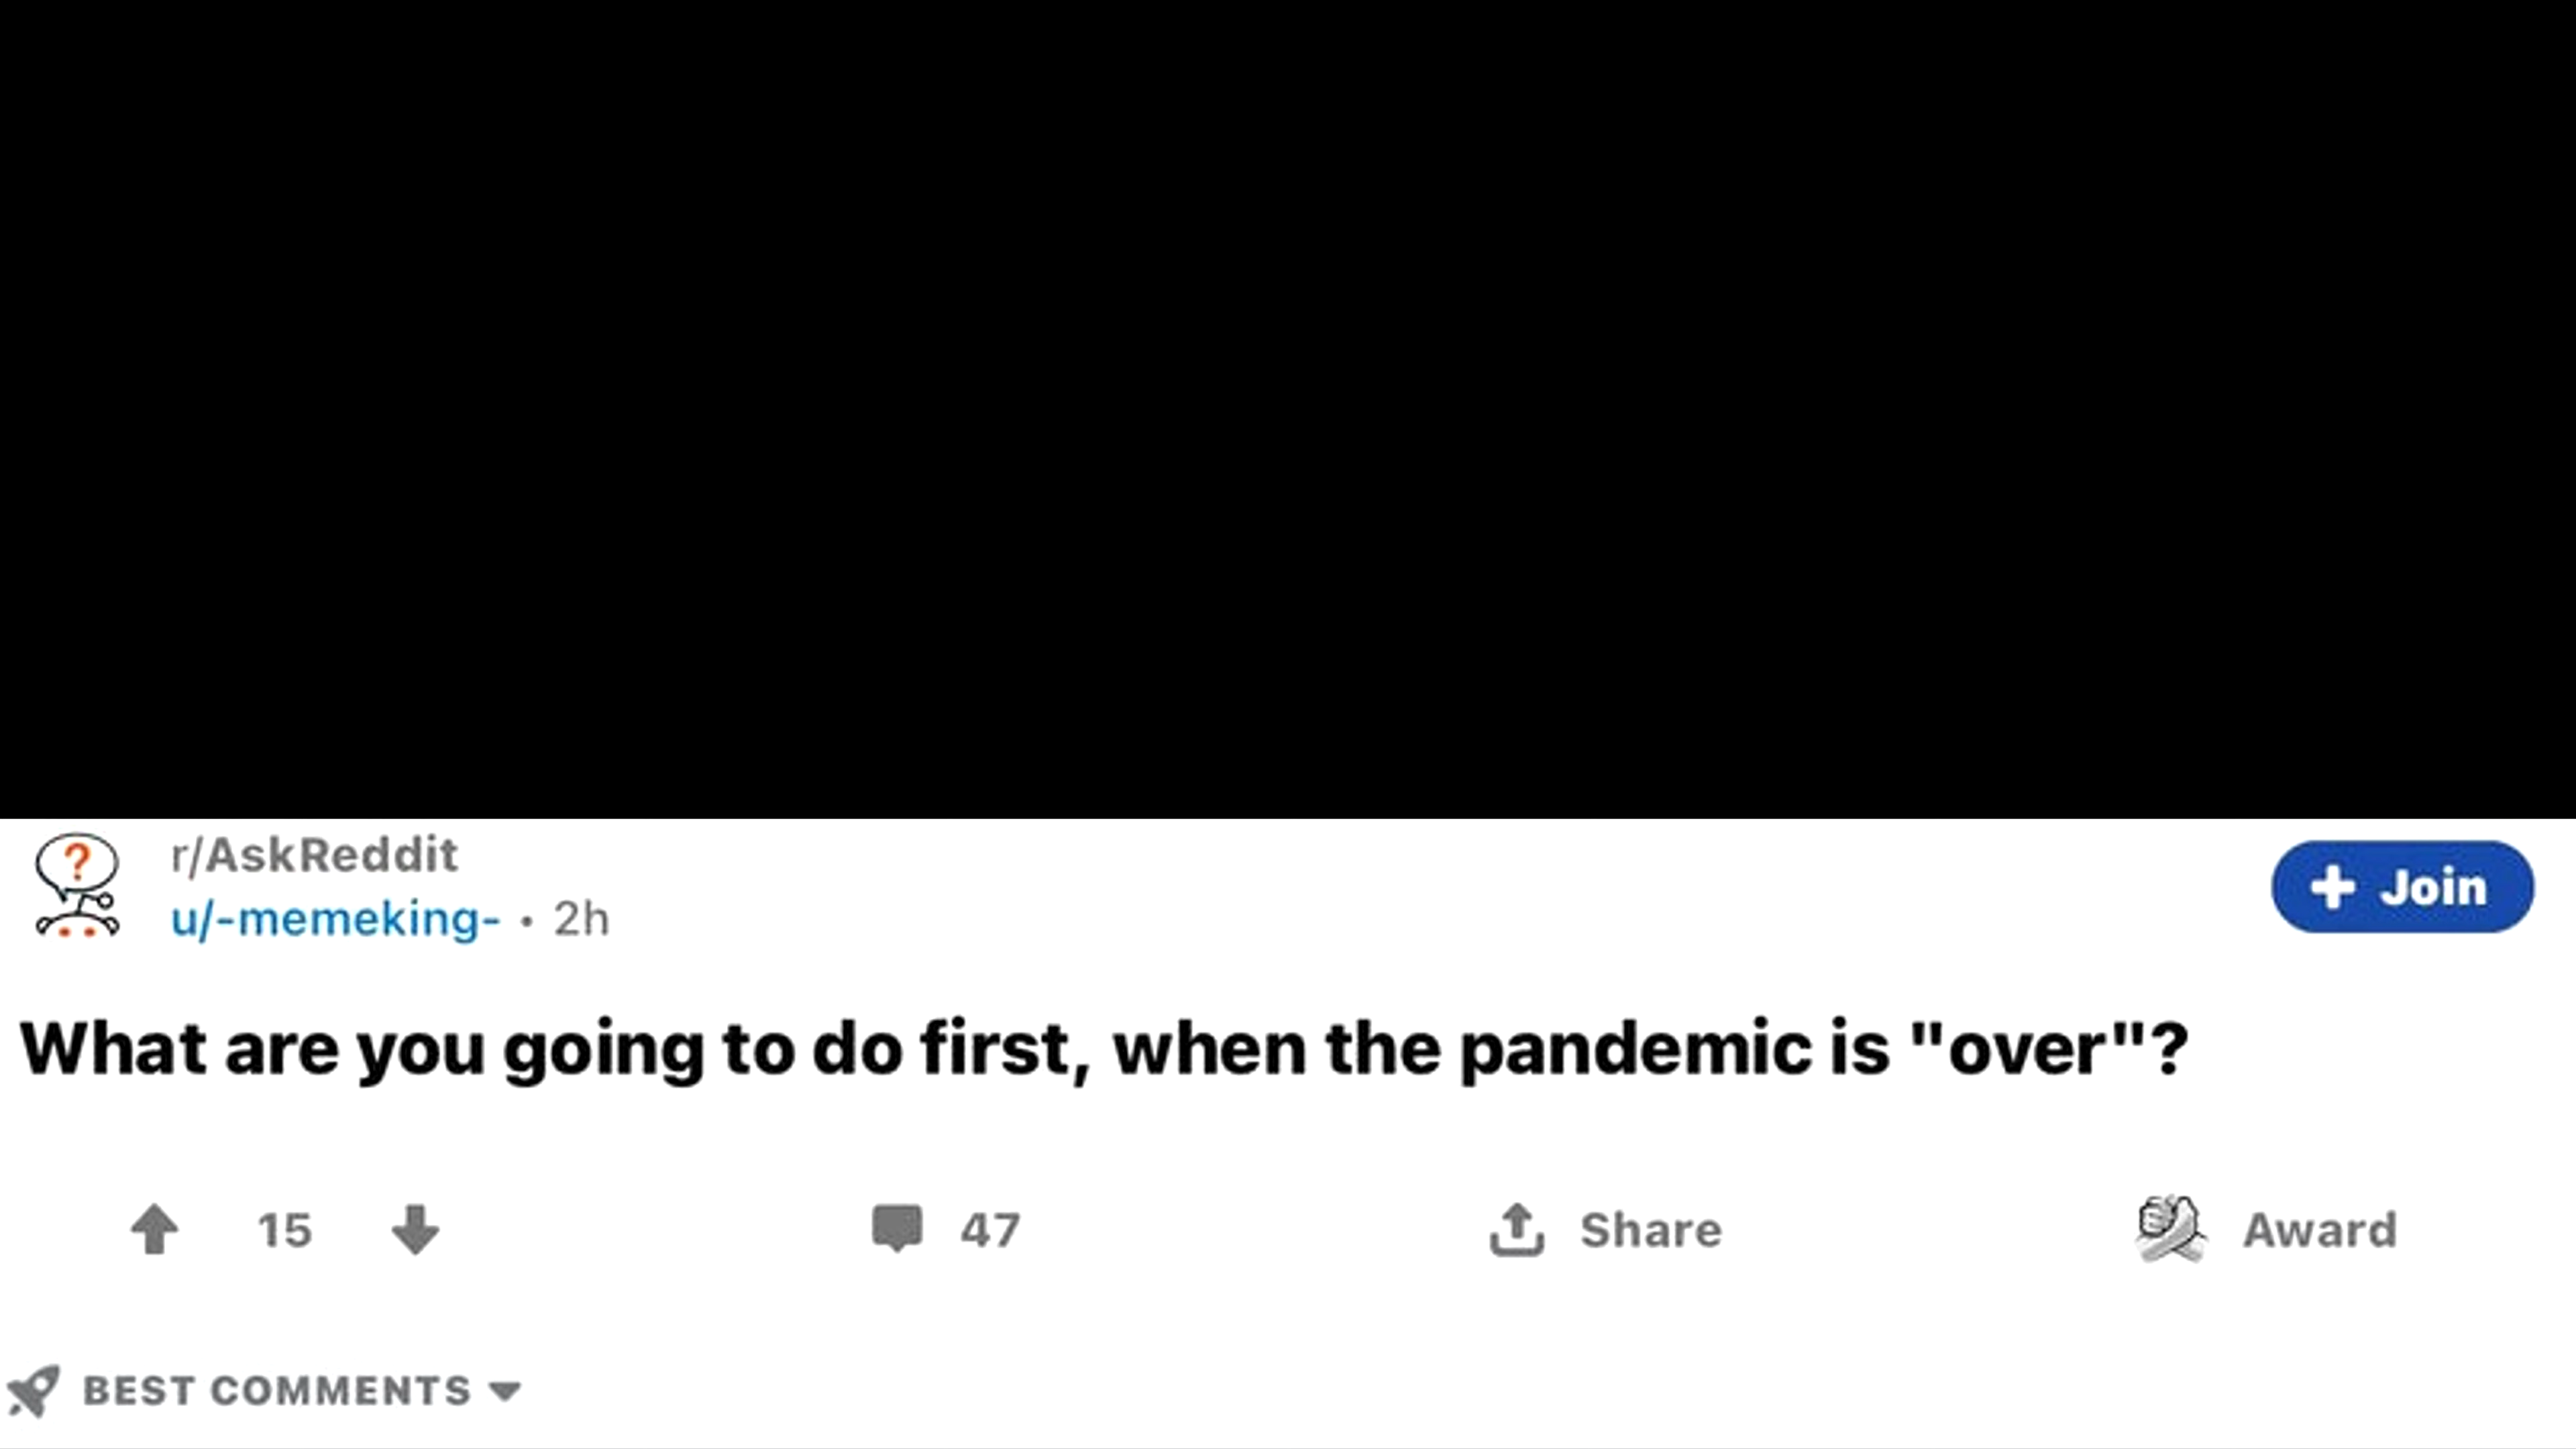 ?
r/AskReddit
u/-memeking- • 2h
+ Join
What are you going to do first, when the pandemic is "over"?
15
47
Share
Award
BEST COMMENTS